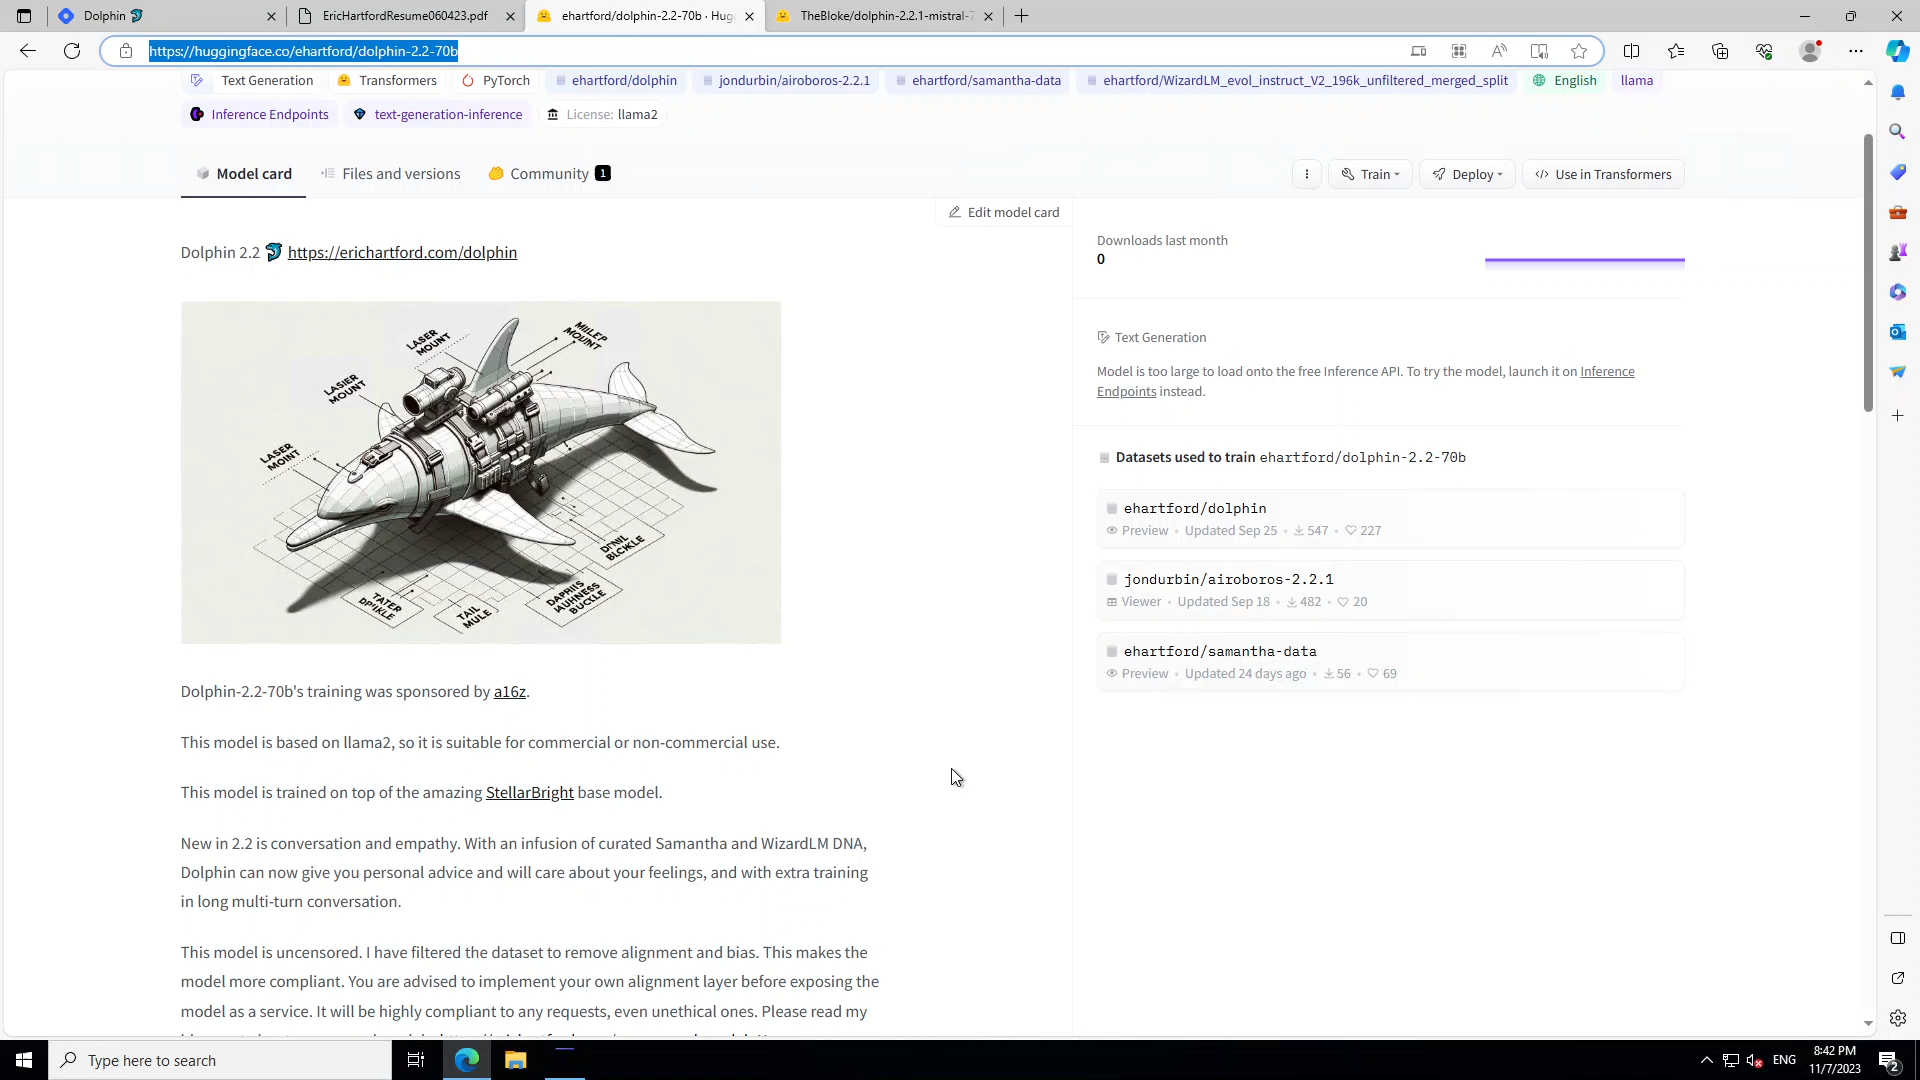 Dolphin
EricHartfordResume060423.pdf
ehartford/dolphin-2.2-70b · Hug
TheBloke/dolphin-2.2.1-mistral-7
https://huggingface.co/ehartford/dolphin-2.2-70b
Text Generation
Transformers
PyTorch
ehartford/dolphin
jondurbin/airoboros-2.2.1
ehartford/samantha-data
ehartford/WizardLM_evol_instruct_V2_196k_unfiltered_merged_split
English
llama
Inference Endpoints
text-generation-inference
License: llama2
Model card
Files and versions
Community 1
Train
Deploy
Use in Transformers
Edit model card
Dolphin 2.2 https://erichartford.com/dolphin
LASER
MOUNT
LASIER
MOUNT
LASER
MOINT
MOUNT
TAIL
MULE
Dolphin-2.2-70b's training was sponsored by a16z.
This model is based on llama2, so it is suitable for commercial or non-commercial use.
This model is trained on top of the amazing StellarBright base model.
New in 2.2 is conversation and empathy. With an infusion of curated Samantha and WizardLM DNA,
Dolphin can now give you personal advice and will care about your feelings, and with extra training
in long multi-turn conversation.
This model is uncensored. I have filtered the dataset to remove alignment and bias. This makes the
model more compliant. You are advised to implement your own alignment layer before exposing the
model as a service. It will be highly compliant to any requests, even unethical ones. Please read my
Downloads last month
0
Text Generation
Model is too large to load onto the free Inference API. To try the model, launch it on Inference
Endpoints instead.
Datasets used to train ehartford/dolphin-2.2-70b
ehartford/dolphin
Preview • Updated Sep 25 • 547 • 227
jondurbin/airoboros-2.2.1
Viewer • Updated Sep 18 • 482 • 20
ehartford/samantha-data
Preview • Updated 24 days ago • 56 • 69
Type here to search
ENG
8:42 PM
11/7/2023
2